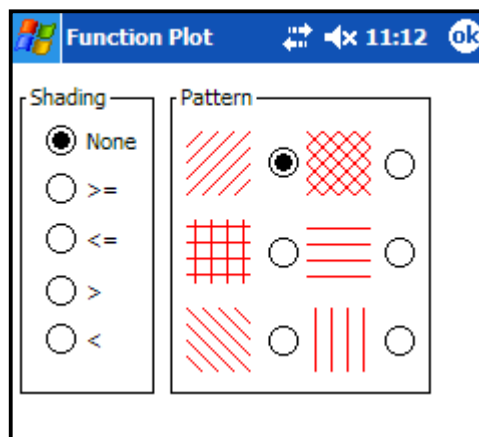 Function Plot 11:12 ok
Shading
None
>=
<=
>
<
Pattern